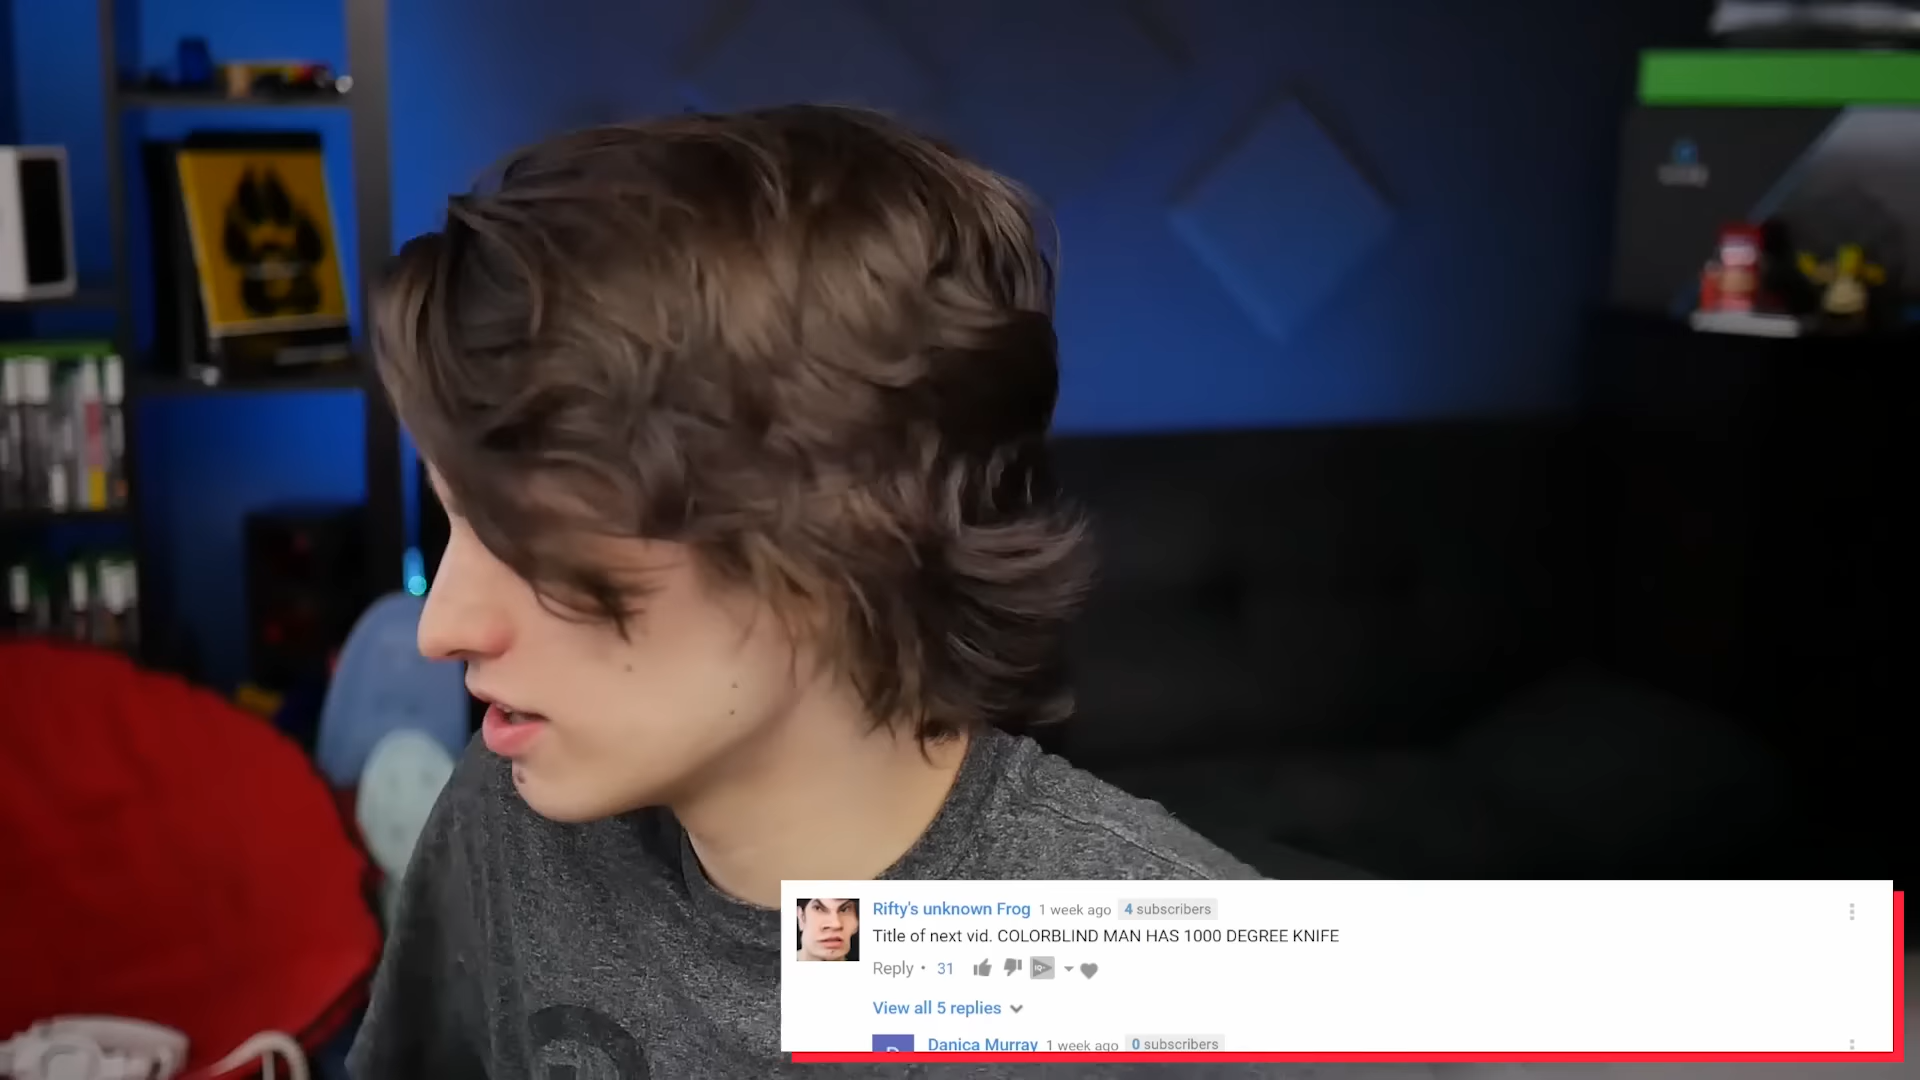 Rifty's unknown Frog 1 week ago 4 subscribers
Title of next vid. COLORBLIND MAN HAS 1000 DEGREE KNIFE
Reply • 31
View all 5 replies
Danica Murray 1 week ago 0 subscribers